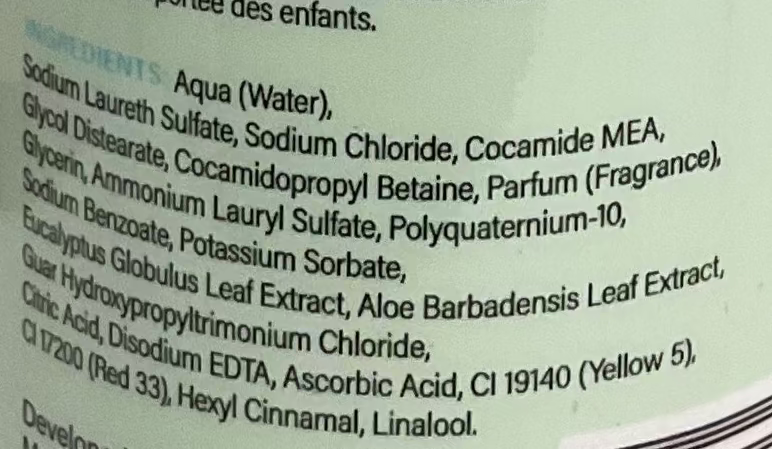 des enfants.
INGREDIENTS Aqua (Water),
Sodium Laureth Sulfate, Sodium Chloride, Cocamide MEA,
Glycol Distearate, Cocamidopropyl Betaine, Parfum (Fragrance),
Glycerin, Ammonium Lauryl Sulfate, Polyquaternium-10,
Sodium Benzoate, Potassium Sorbate,
Eucalyptus Globulus Leaf Extract, Aloe Barbadensis Leaf Extract,
Guar Hydroxypropyltrimonium Chloride,
Citric Acid, Disodium EDTA, Ascorbic Acid, CI 19140 (Yellow 5),
CI 17200 (Red 33), Hexyl Cinnamal, Linalool.